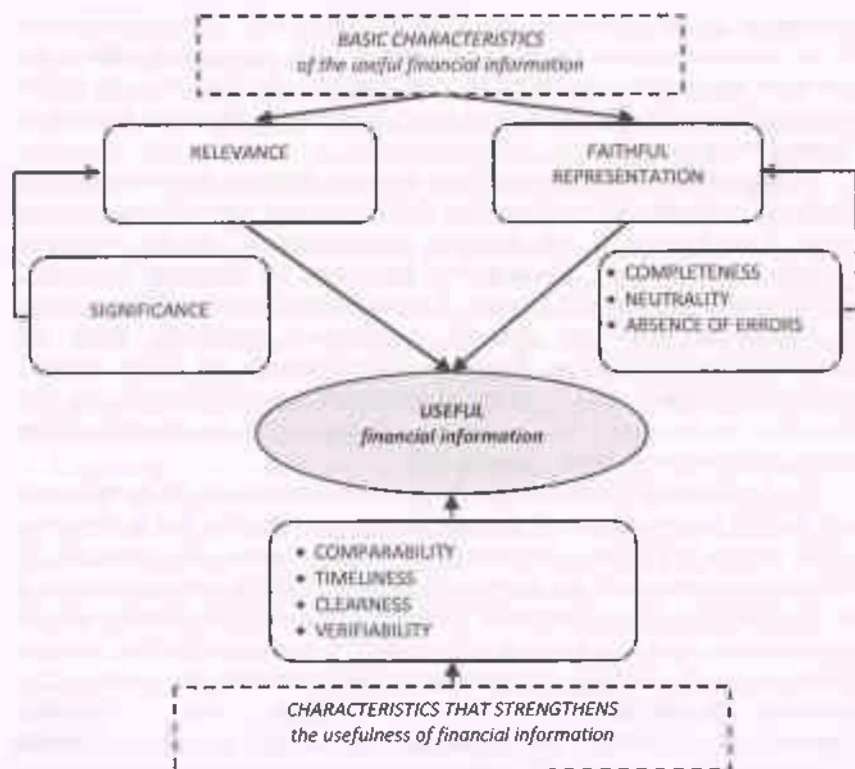 BASIC CHARACTERISTICS
of the useful financial information
RELEVANCE
FAITHFUL
REPRESENTATION
SIGNIFICANCE
• COMPLETENESS
• NEUTRALITY
• ABSENCE OF ERRORS
USEFUL
financial information
• COMPARABILITY
• TIMELINESS
• CLEARNESS
• VERIFIABILITY
CHARACTERISTICS THAT STRENGTHENS
the usefulness of financial information